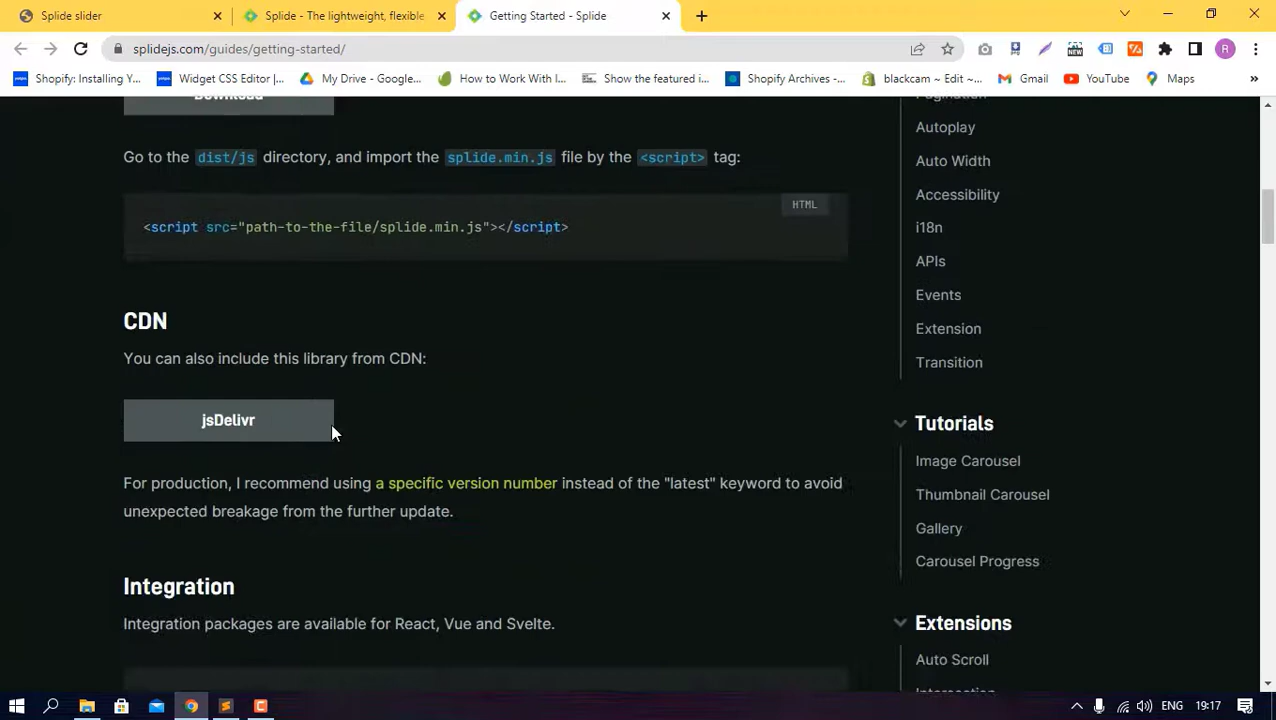 Splide slider
Splide - The lightweight, flexible
Getting Started - Splide
splidejs.com/guides/getting-started/
NEW
R
Shopify: Installing Y...
Widget CSS Editor |...
My Drive - Google...
How to Work With I...
Show the featured i...
Shopify Archives -...
blackcam ~ Edit ~...
Gmail
YouTube
Maps
»
Download
Go to the dist/js directory, and import the splide.min.js file by the <script> tag:
HTML
<script src="path-to-the-file/splide.min.js"></script>
CDN
You can also include this library from CDN:
jsDelivr
For production, I recommend using a specific version number instead of the "latest" keyword to avoid
unexpected breakage from the further update.
Integration
Integration packages are available for React, Vue and Svelte.
Pagination
Autoplay
Auto Width
Accessibility
i18n
APIs
Events
Extension
Transition
Tutorials
Image Carousel
Thumbnail Carousel
Gallery
Carousel Progress
Extensions
Auto Scroll
Intersection
ENG
19:17